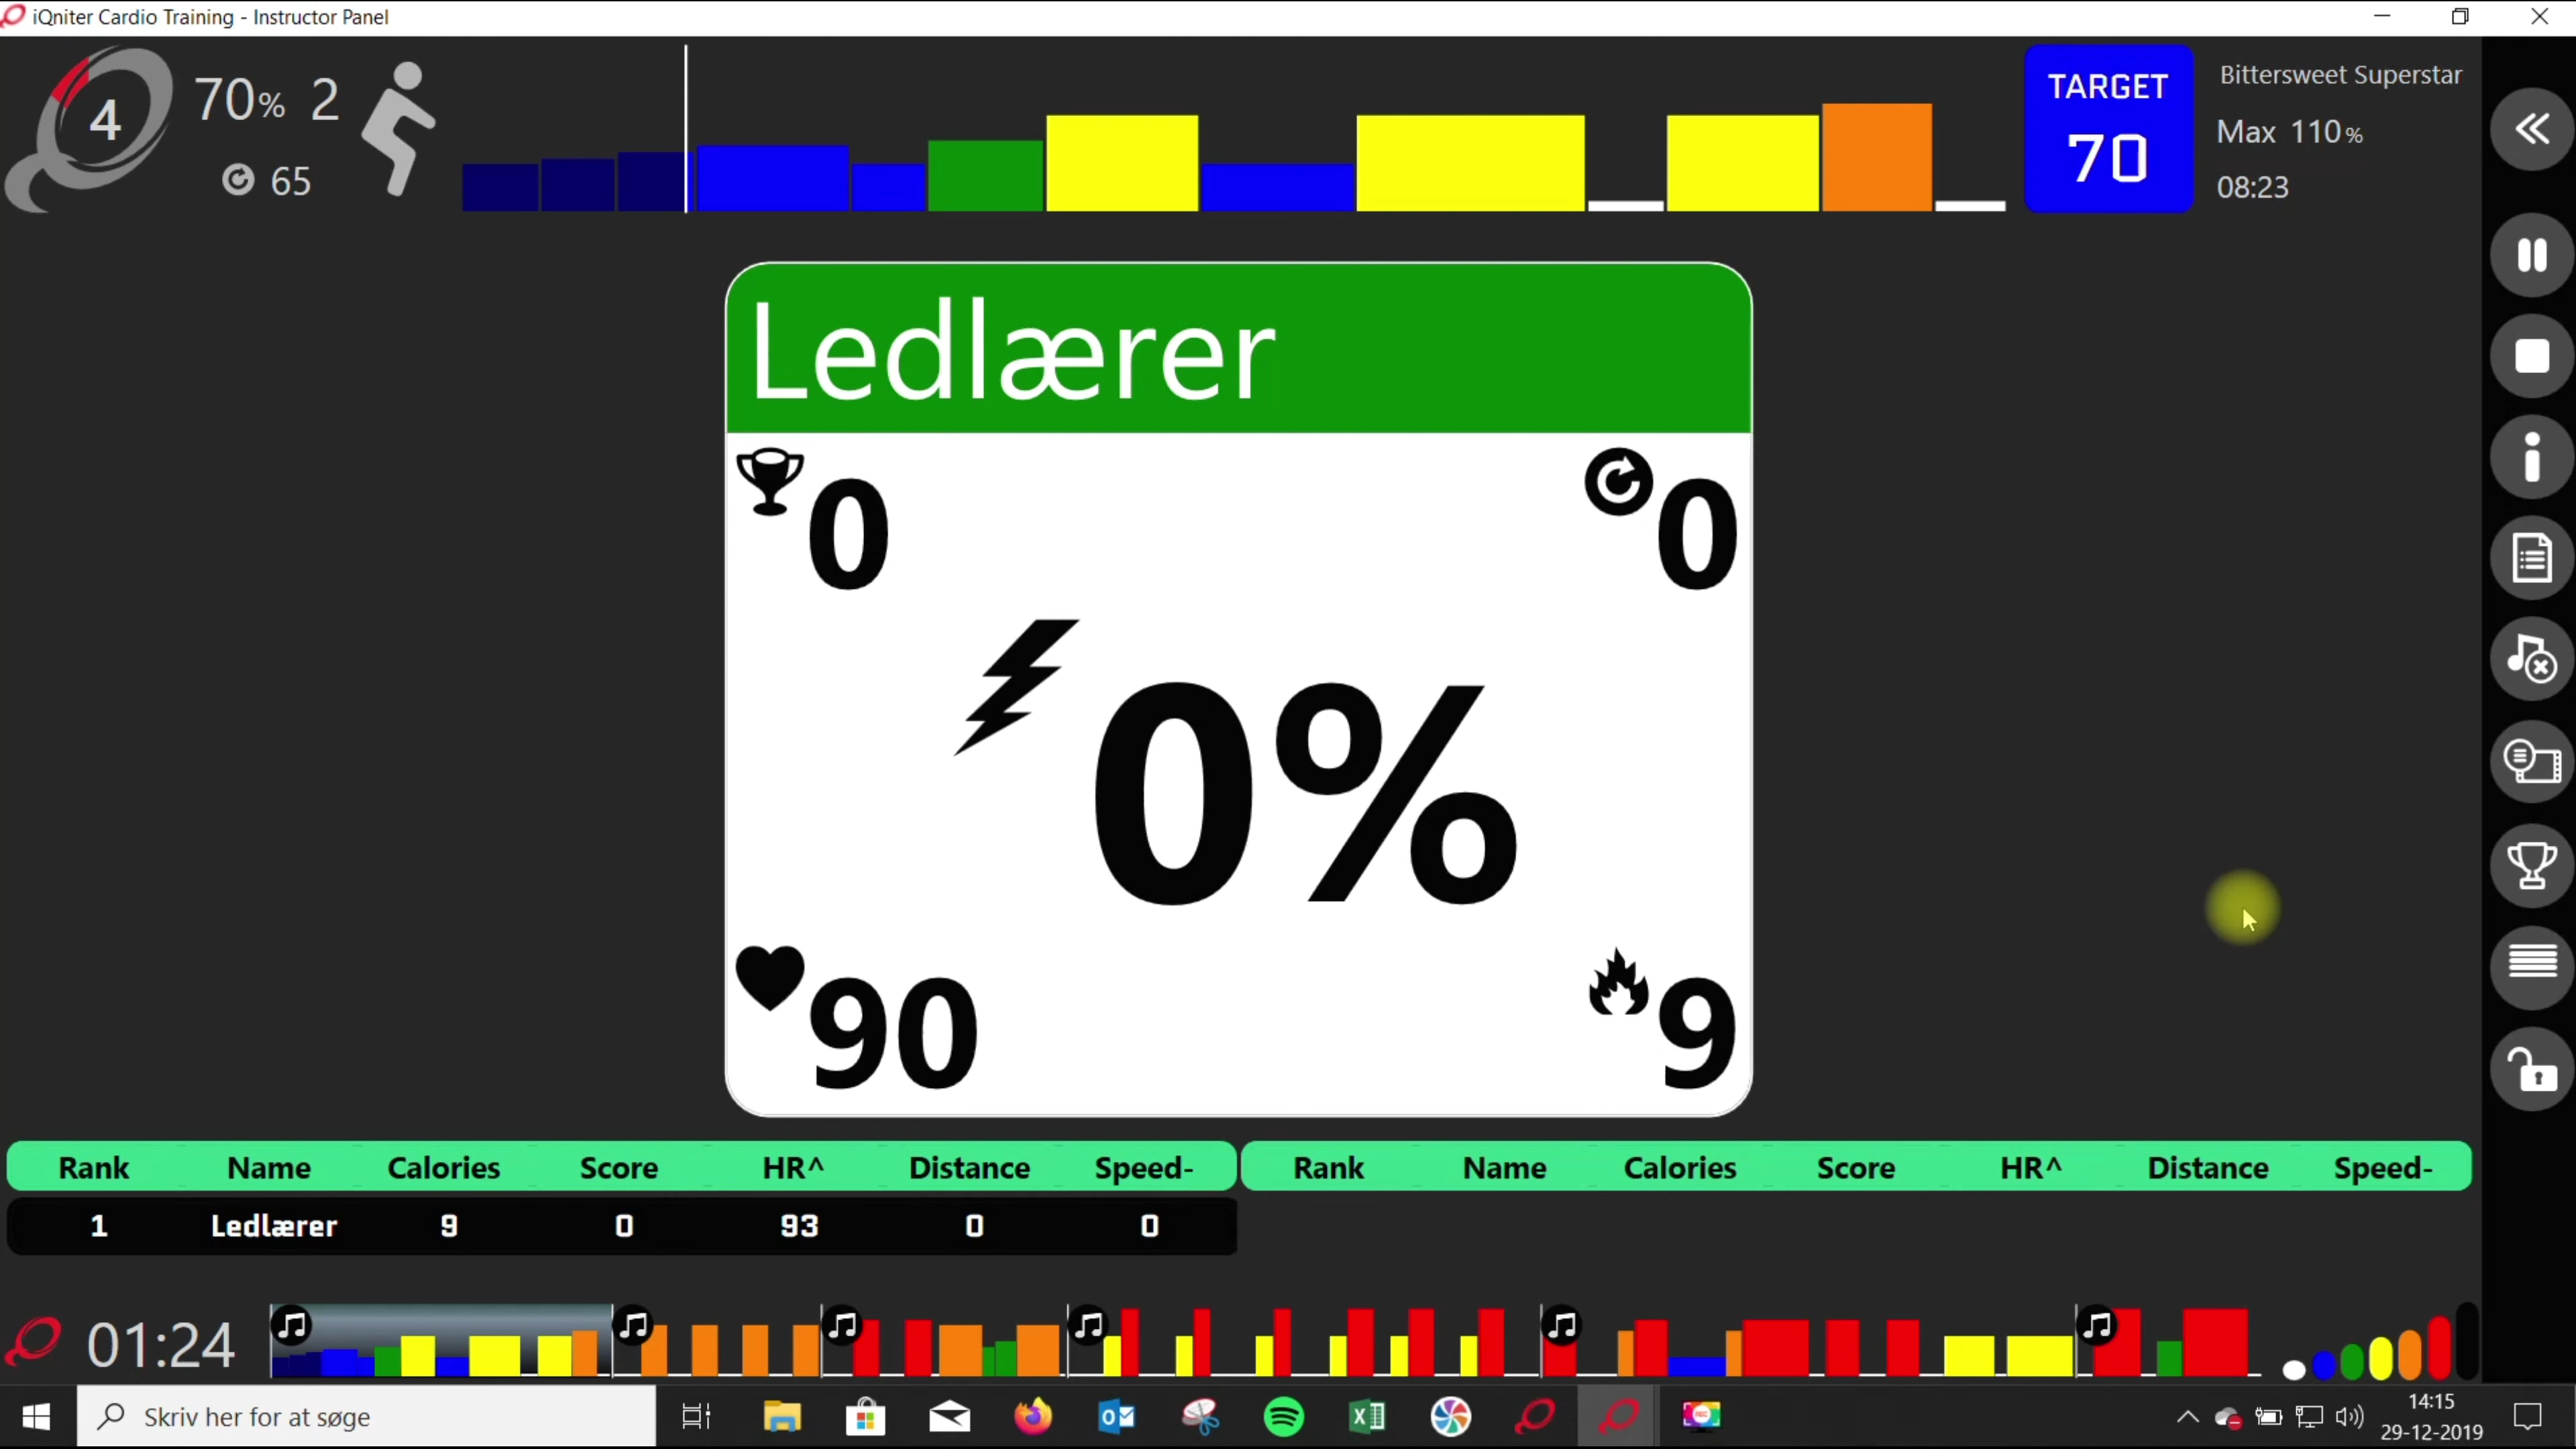 iQniter Cardio Training - Instructor Panel
4
70% 2
65
TARGET
70
Bittersweet Superstar
Max 110%
08:23
Ledlærer
0
0
0%
90
9
Rank Name Calories Score HR^ Distance Speed- Rank Name Calories Score HR^ Distance Speed-
1 Ledlærer 9 0 93 0 0
01:24
Skriv her for at søge
14:15
29-12-2019